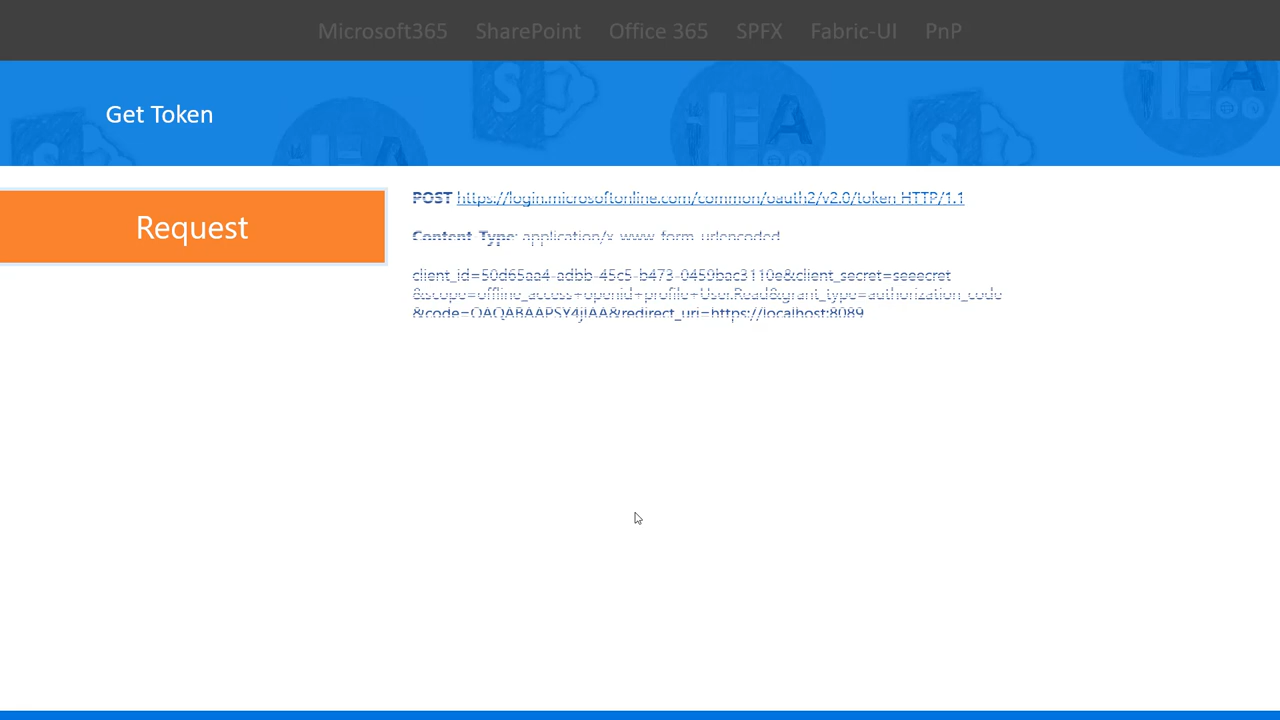 Microsoft365 SharePoint Office 365 SPFX Fabric-UI PnP
Get Token
Request
POST https://login.microsoftonline.com/common/oauth2/v2.0/token HTTP/1.1
Content-Type: application/x-www-form-urlencoded
client_id=50d65aa4-adbb-45c5-b473-0459bac3110e&client_secret=seeecret
&scope=offline_access+openid+profile+User.Read&grant_type=authorization_code
&code=OAQABAAPSY4jIAA&redirect_uri=https://localhost:8089